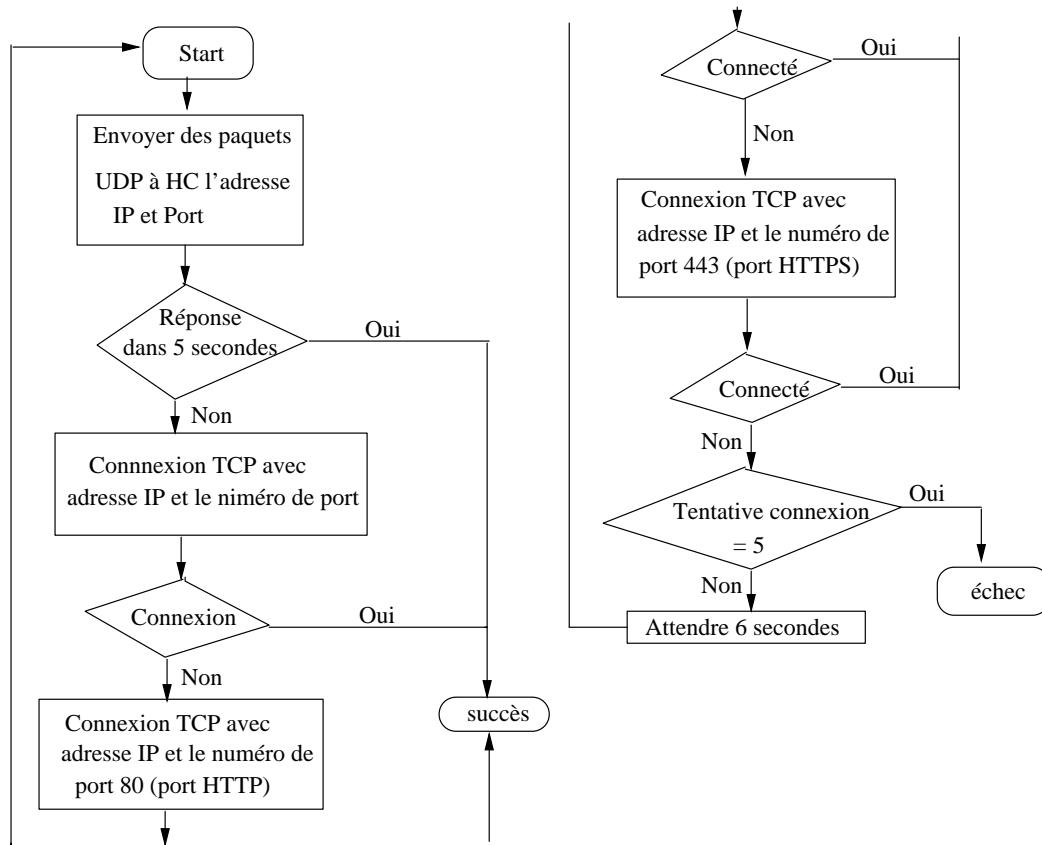 Start
Envoyer des paquets
UDP à HC l'adresse
IP et Port
Réponse
dans 5 secondes
Oui
Non
Connnexion TCP avec
adresse IP et le niméro de port
Connexion
Oui
Non
Connexion TCP avec
adresse IP et le numéro de
port 80 (port HTTP)
succès
Connecté
Oui
Non
Connexion TCP avec
adresse IP et le numéro de
port 443 (port HTTPS)
Connecté
Oui
Non
Tentative connexion
= 5
Oui
échec
Non
Attendre 6 secondes